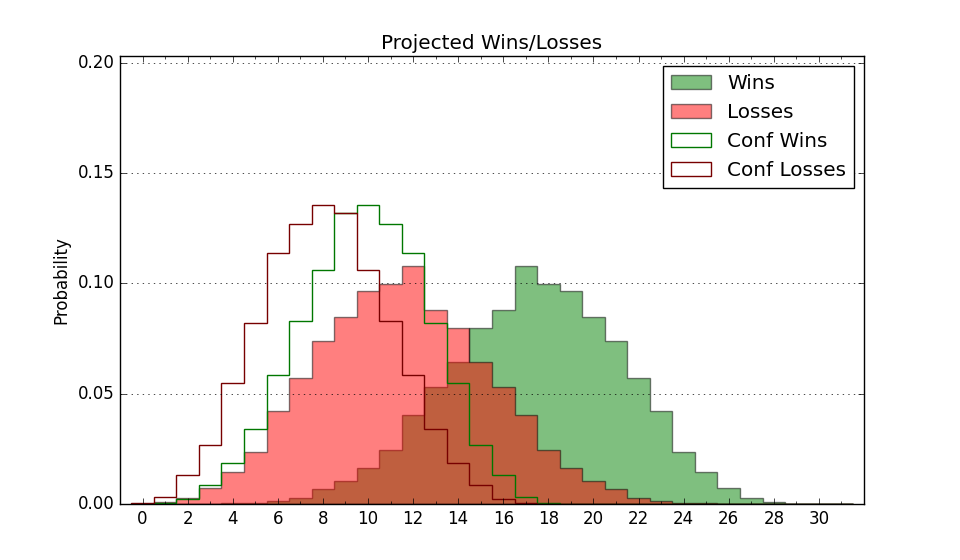 Projected Wins/Losses
0.20
0.15
0.10
0.05
0.00
Probability
Wins
Losses
Conf Wins
Conf Losses
0 2 4 6 8 10 12 14 16 18 20 22 24 26 28 30